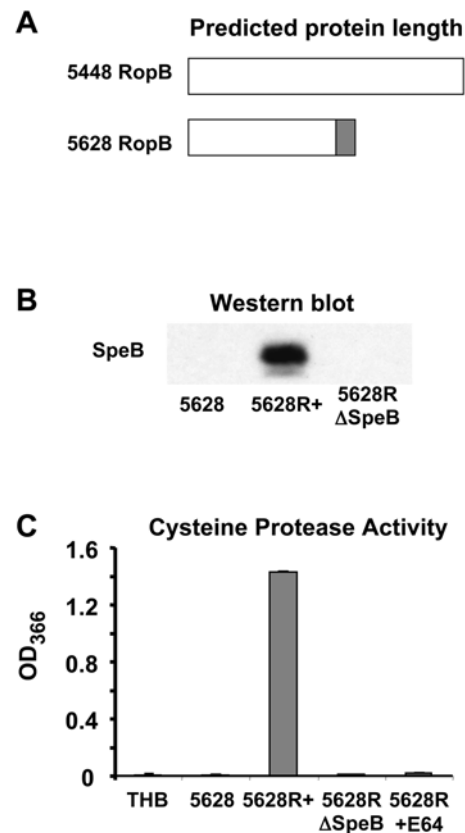 A
Predicted protein length
5448 RopB
5628 RopB
B
Western blot
SpeB
5628
5628R+
5628R
ΔSpeB
C
Cysteine Protease Activity
OD366
1.6
1.2
0.8
0.4
0
THB
5628
5628R+
5628R
ΔSpeB
5628R
+E64